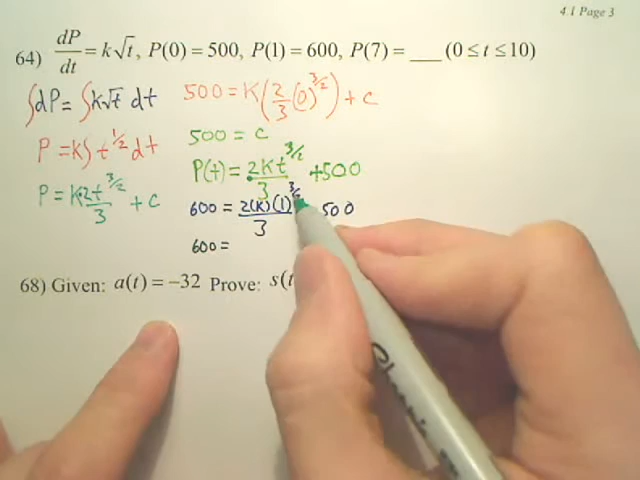 4.1 Page 3
64) dP/dt = k√t, P(0) = 500, P(1) = 600, P(7) = ___ (0 ≤ t ≤ 10)
∫dP = ∫k√t dt
P = K∫ t^1/2 dt
P = K·2t^3/2/3 + C
500 = K(2/3 (0)^3/2) + C
500 = C
P(t) = 2Kt^3/2/3 + 500
600 = 2(K)(1)^3/2/3 500
600 =
68) Given: a(t) = −32 Prove: s(t